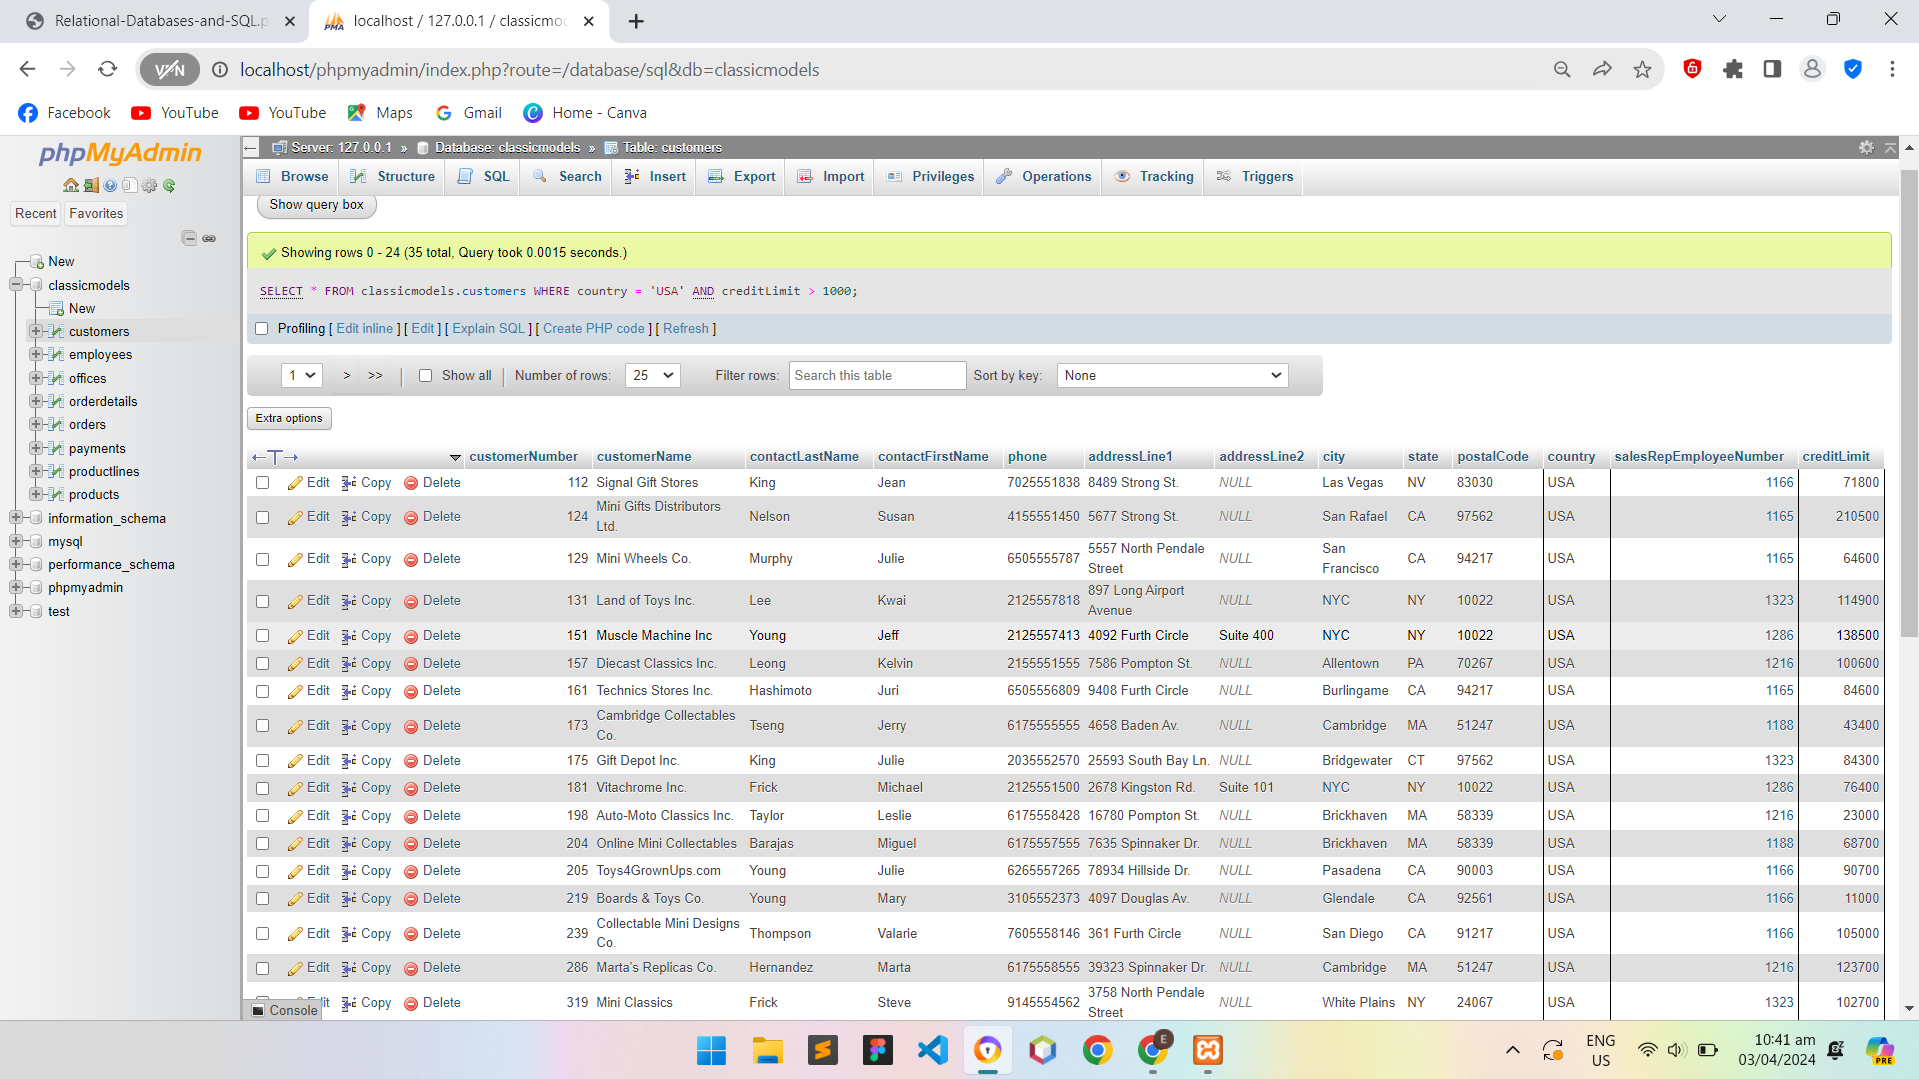 Relational-Databases-and-SQL.p
localhost / 127.0.0.1 / classicmo
VPN
localhost/phpmyadmin/index.php?route=/database/sql&db=classicmodels
Facebook YouTube YouTube Maps Gmail Home - Canva
phpMyAdmin
Recent Favorites
New
classicmodels
New
customers
employees
offices
orderdetails
orders
payments
productlines
products
information_schema
mysql
performance_schema
phpmyadmin
test
Server: 127.0.0.1 » Database: classicmodels » Table: customers
Browse Structure SQL Search Insert Export Import Privileges Operations Tracking Triggers
Show query box
Showing rows 0 - 24 (35 total, Query took 0.0015 seconds.)
SELECT * FROM classicmodels.customers WHERE country = 'USA' AND creditLimit > 1000;
Profiling [ Edit inline ] [ Edit ] [ Explain SQL ] [ Create PHP code ] [ Refresh ]
1 > >> | Show all | Number of rows: 25 Filter rows: Search this table Sort by key: None
Extra options
←T→ customerNumber customerName contactLastName contactFirstName phone addressLine1 addressLine2 city state postalCode country salesRepEmployeeNumber creditLimit
Edit Copy Delete 112 Signal Gift Stores King Jean 7025551838 8489 Strong St. NULL Las Vegas NV 83030 USA 1166 71800
Edit Copy Delete 124 Mini Gifts Distributors Ltd. Nelson Susan 4155551450 5677 Strong St. NULL San Rafael CA 97562 USA 1165 210500
Edit Copy Delete 129 Mini Wheels Co. Murphy Julie 6505555787 5557 North Pendale Street NULL San Francisco CA 94217 USA 1165 64600
Edit Copy Delete 131 Land of Toys Inc. Lee Kwai 2125557818 897 Long Airport Avenue NULL NYC NY 10022 USA 1323 114900
Edit Copy Delete 151 Muscle Machine Inc Young Jeff 2125557413 4092 Furth Circle Suite 400 NYC NY 10022 USA 1286 138500
Edit Copy Delete 157 Diecast Classics Inc. Leong Kelvin 2155551555 7586 Pompton St. NULL Allentown PA 70267 USA 1216 100600
Edit Copy Delete 161 Technics Stores Inc. Hashimoto Juri 6505556809 9408 Furth Circle NULL Burlingame CA 94217 USA 1165 84600
Edit Copy Delete 173 Cambridge Collectables Co. Tseng Jerry 6175555555 4658 Baden Av. NULL Cambridge MA 51247 USA 1188 43400
Edit Copy Delete 175 Gift Depot Inc. King Julie 2035552570 25593 South Bay Ln. NULL Bridgewater CT 97562 USA 1323 84300
Edit Copy Delete 181 Vitachrome Inc. Frick Michael 2125551500 2678 Kingston Rd. Suite 101 NYC NY 10022 USA 1286 76400
Edit Copy Delete 198 Auto-Moto Classics Inc. Taylor Leslie 6175558428 16780 Pompton St. NULL Brickhaven MA 58339 USA 1216 23000
Edit Copy Delete 204 Online Mini Collectables Barajas Miguel 6175557555 7635 Spinnaker Dr. NULL Brickhaven MA 58339 USA 1188 68700
Edit Copy Delete 205 Toys4GrownUps.com Young Julie 6265557265 78934 Hillside Dr. NULL Pasadena CA 90003 USA 1166 90700
Edit Copy Delete 219 Boards & Toys Co. Young Mary 3105552373 4097 Douglas Av. NULL Glendale CA 92561 USA 1166 11000
Edit Copy Delete 239 Collectable Mini Designs Co. Thompson Valarie 7605558146 361 Furth Circle NULL San Diego CA 91217 USA 1166 105000
Edit Copy Delete 286 Marta's Replicas Co. Hernandez Marta 6175558555 39323 Spinnaker Dr. NULL Cambridge MA 51247 USA 1216 123700
Copy Delete 319 Mini Classics Frick Steve 9145554562 3758 North Pendale Street NULL White Plains NY 24067 USA 1323 102700
Console
E
ENG US
10:41 am
03/04/2024
PRE